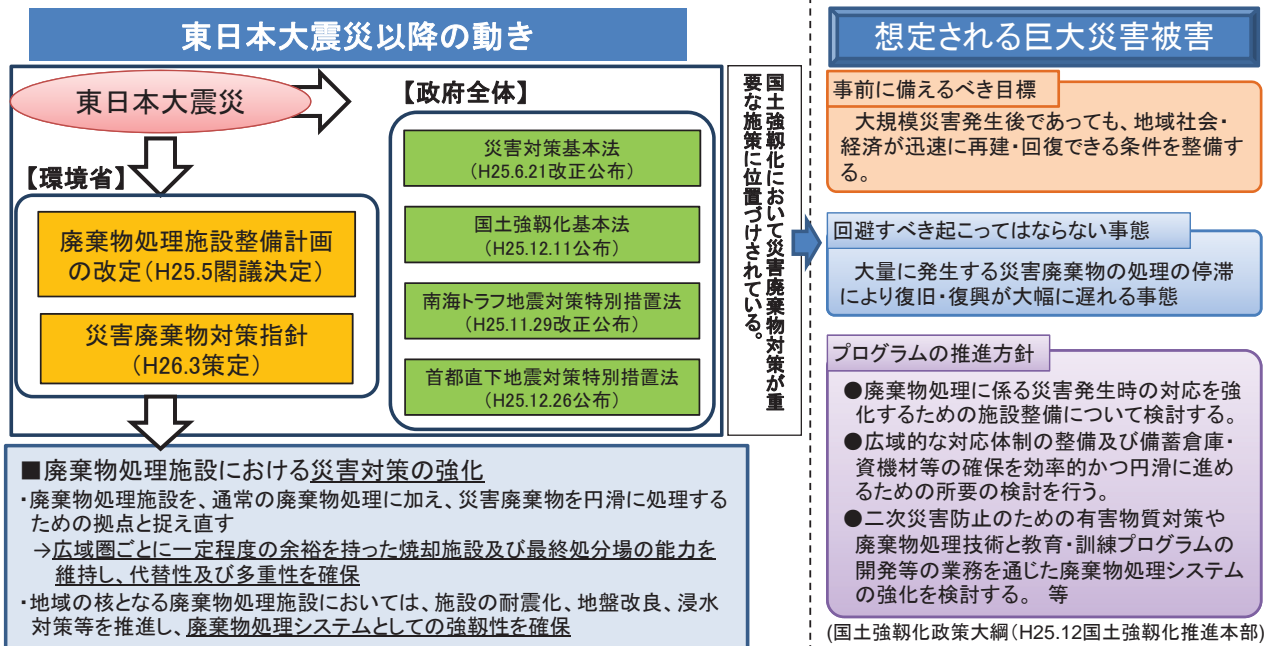 東日本大震災以降の動き
東日本大震災
【環境省】
廃棄物処理施設整備計画
の改定(H25.5閣議決定)
災害廃棄物対策指針
(H26.3策定)
【政府全体】
災害対策基本法
(H25.6.21改正公布)
国土強靱化基本法
(H25.12.11公布)
南海トラフ地震対策特別措置法
(H25.11.29改正公布)
首都直下地震対策特別措置法
(H25.12.26公布)
国土強靱化において災害廃棄物対策が重
要な施策に位置づけされている。
■廃棄物処理施設における災害対策の強化
・廃棄物処理施設を、通常の廃棄物処理に加え、災害廃棄物を円滑に処理する
ための拠点と捉え直す
→広域圏ごとに一定程度の余裕を持った焼却施設及び最終処分場の能力を
維持し、代替性及び多重性を確保
・地域の核となる廃棄物処理施設においては、施設の耐震化、地盤改良、浸水
対策等を推進し、廃棄物処理システムとしての強靱性を確保
想定される巨大災害被害
事前に備えるべき目標
大規模災害発生後であっても、地域社会・
経済が迅速に再建・回復できる条件を整備す
る。
回避すべき起こってはならない事態
大量に発生する災害廃棄物の処理の停滞
により復旧・復興が大幅に遅れる事態
プログラムの推進方針
●廃棄物処理に係る災害発生時の対応を強
化するための施設整備について検討する。
●広域的な対応体制の整備及び備蓄倉庫・
資機材等の確保を効率的かつ円滑に進め
るための所要の検討を行う。
●二次災害防止のための有害物質対策や
廃棄物処理技術と教育・訓練プログラムの
開発等の業務を通じた廃棄物処理システム
の強化を検討する。 等
(国土強靱化政策大綱(H25.12国土強靱化推進本部)